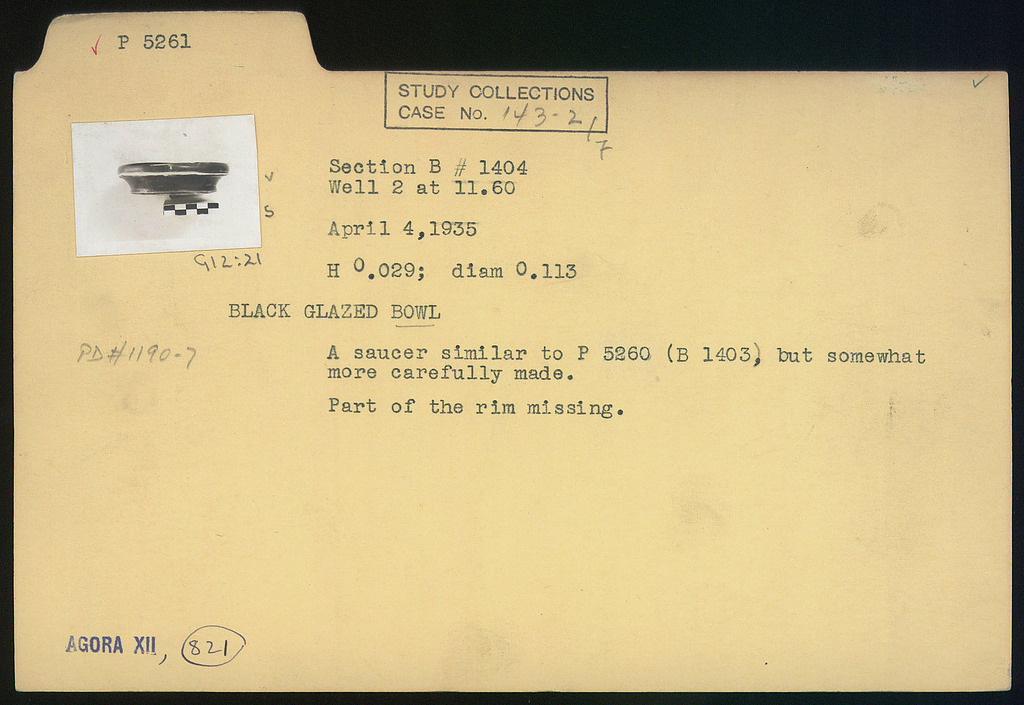 ✓ P 5261
✓
STUDY COLLECTIONS
CASE No. 143-2/7
Section B # 1404
Well 2 at 11.60
April 4,1935
v
S
G12:21
H 0.029; diam 0.113
BLACK GLAZED BOWL
PD#1190-7
A saucer similar to P 5260 (B 1403) but somewhat
more carefully made.
Part of the rim missing.
AGORA XII, 821